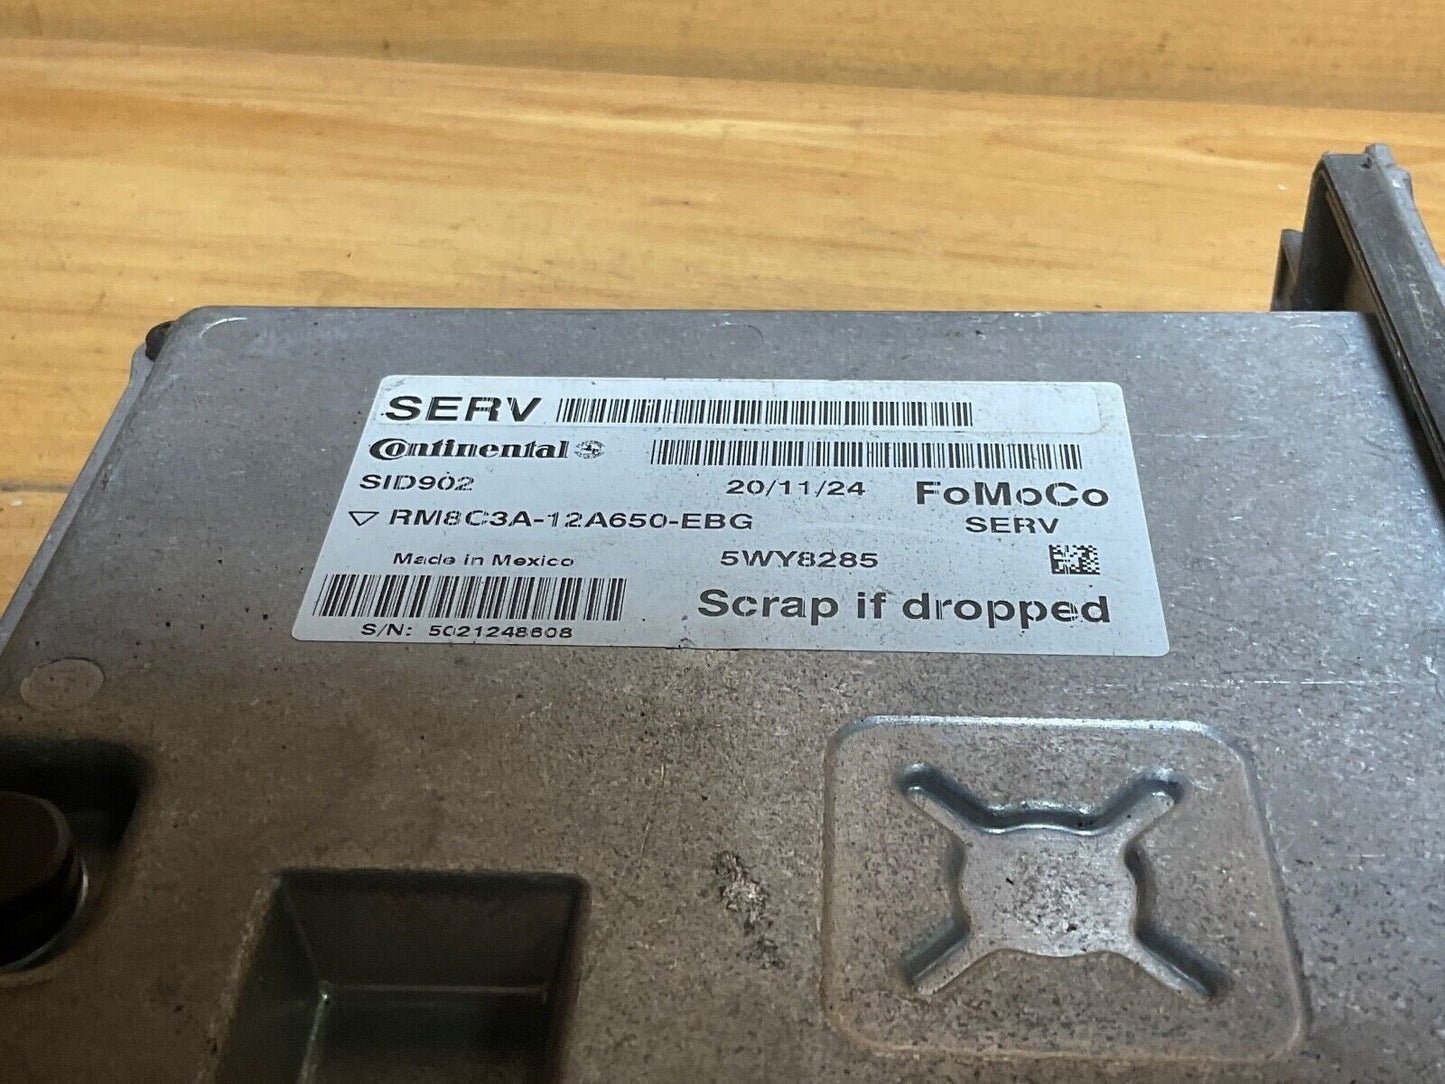 SERV
Continental
SID902
20/11/24
FoMoCo
RM8C3A-12A650-EBG
SERV
Made in Mexico
5WY8285
Scrap if dropped
S/N: 5021248608